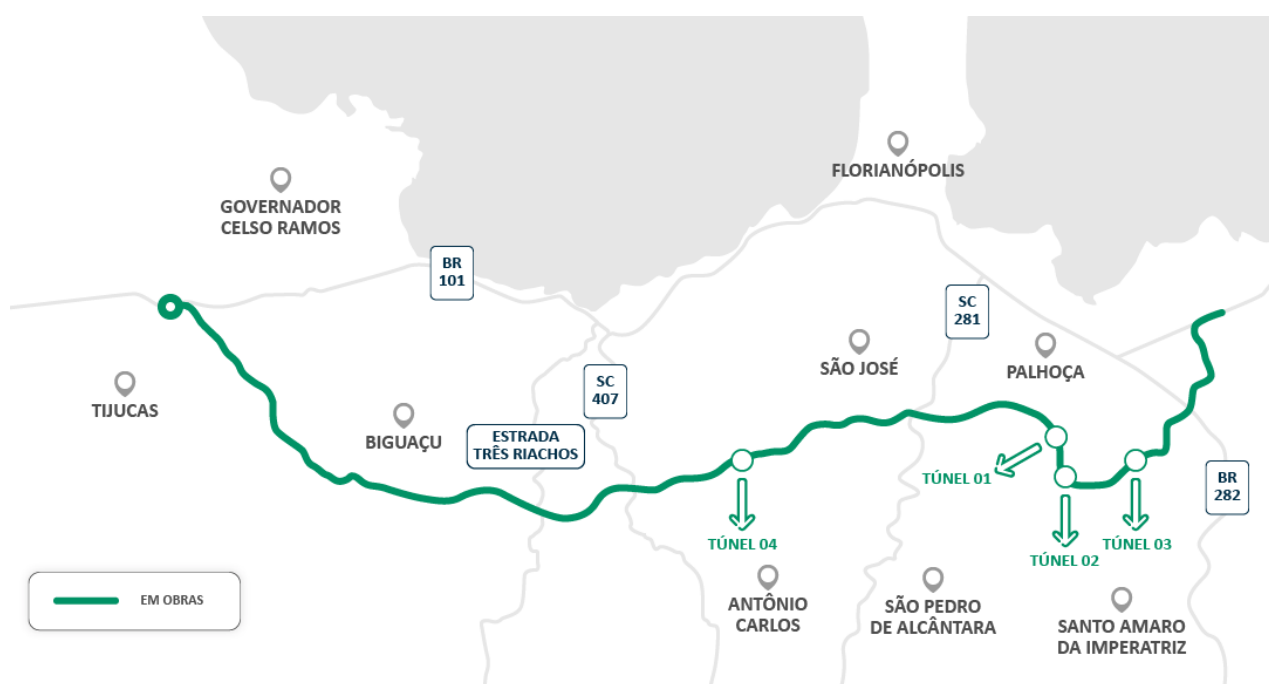 FLORIANÓPOLIS
GOVERNADOR
CELSO RAMOS
BR
101
SC
281
SÃO JOSÉ
PALHOÇA
TIJUCAS
SC
407
BIGUAÇU
ESTRADA
TRÊS RIACHOS
TÚNEL 01
BR
282
TÚNEL 04
TÚNEL 02
TÚNEL 03
EM OBRAS
ANTÔNIO
CARLOS
SÃO PEDRO
DE ALCÂNTARA
SANTO AMARO
DA IMPERATRIZ